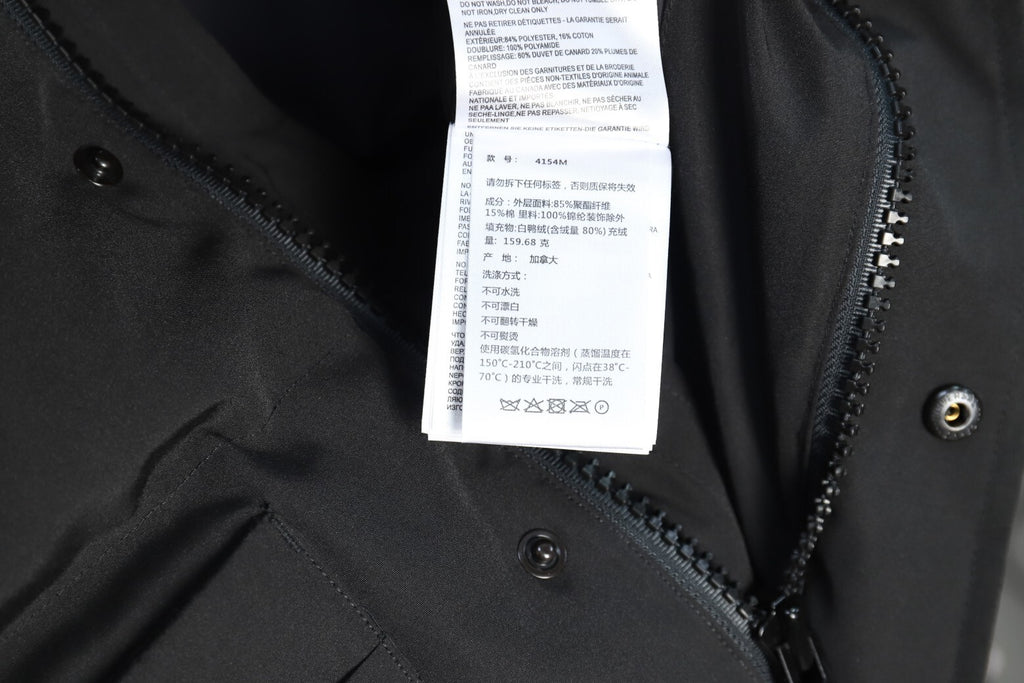 DO NOT WASH,DO NOT BLEACH, DO NOT TUMBLE DRY, DO
NOT IRON,DRY CLEAN ONLY
NE PAS RETIRER DÉTIQUETTES - LA GARANTIE SERAIT
ANNULÉE
EXTÉRIEUR:84% POLYESTER, 16% COTON
DOUBLURE: 100% POLYAMIDE
REMPLISSAGE: 80% DUVET DE CANARD 20% PLUMES DE
CANARD
À L'EXCLUSION DES GARNITURES ET DE LA BRODERIE
CONTIENT DES PIÈCES NON-TEXTILES D'ORIGINE ANIMALE
FABRIQUÉ AU CANADA AVEC DES MATÉRIAUX D'ORIGINE
NATIONALE ET IMPORTÉS
NE PAA LAVER, NE PAS BLANCHIR, NE PAS SÉCHER AU
SECHE-LINGE,NE PAS REPASSER, NETTOYAGE À SEC
SEULEMENT
ENTFERNEN SIE KEINE ETIKETTEN-DIE GARANTIE WIRD
款 号: 4154M
请勿拆下任何标签,否则质保将失效
成分:外层面料:85%聚酯纤维
15%棉 里料:100%锦纶装饰除外
填充物:白鸭绒(含绒量 80%) 充绒
量: 159.68 克
产 地: 加拿大
洗涤方式:
不可水洗
不可漂白
不可翻转干燥
不可熨烫
使用碳氢化合物溶剂(蒸馏温度在
150°C-210°C之间,闪点在38°C-
70°C)的专业干洗,常规干洗
P